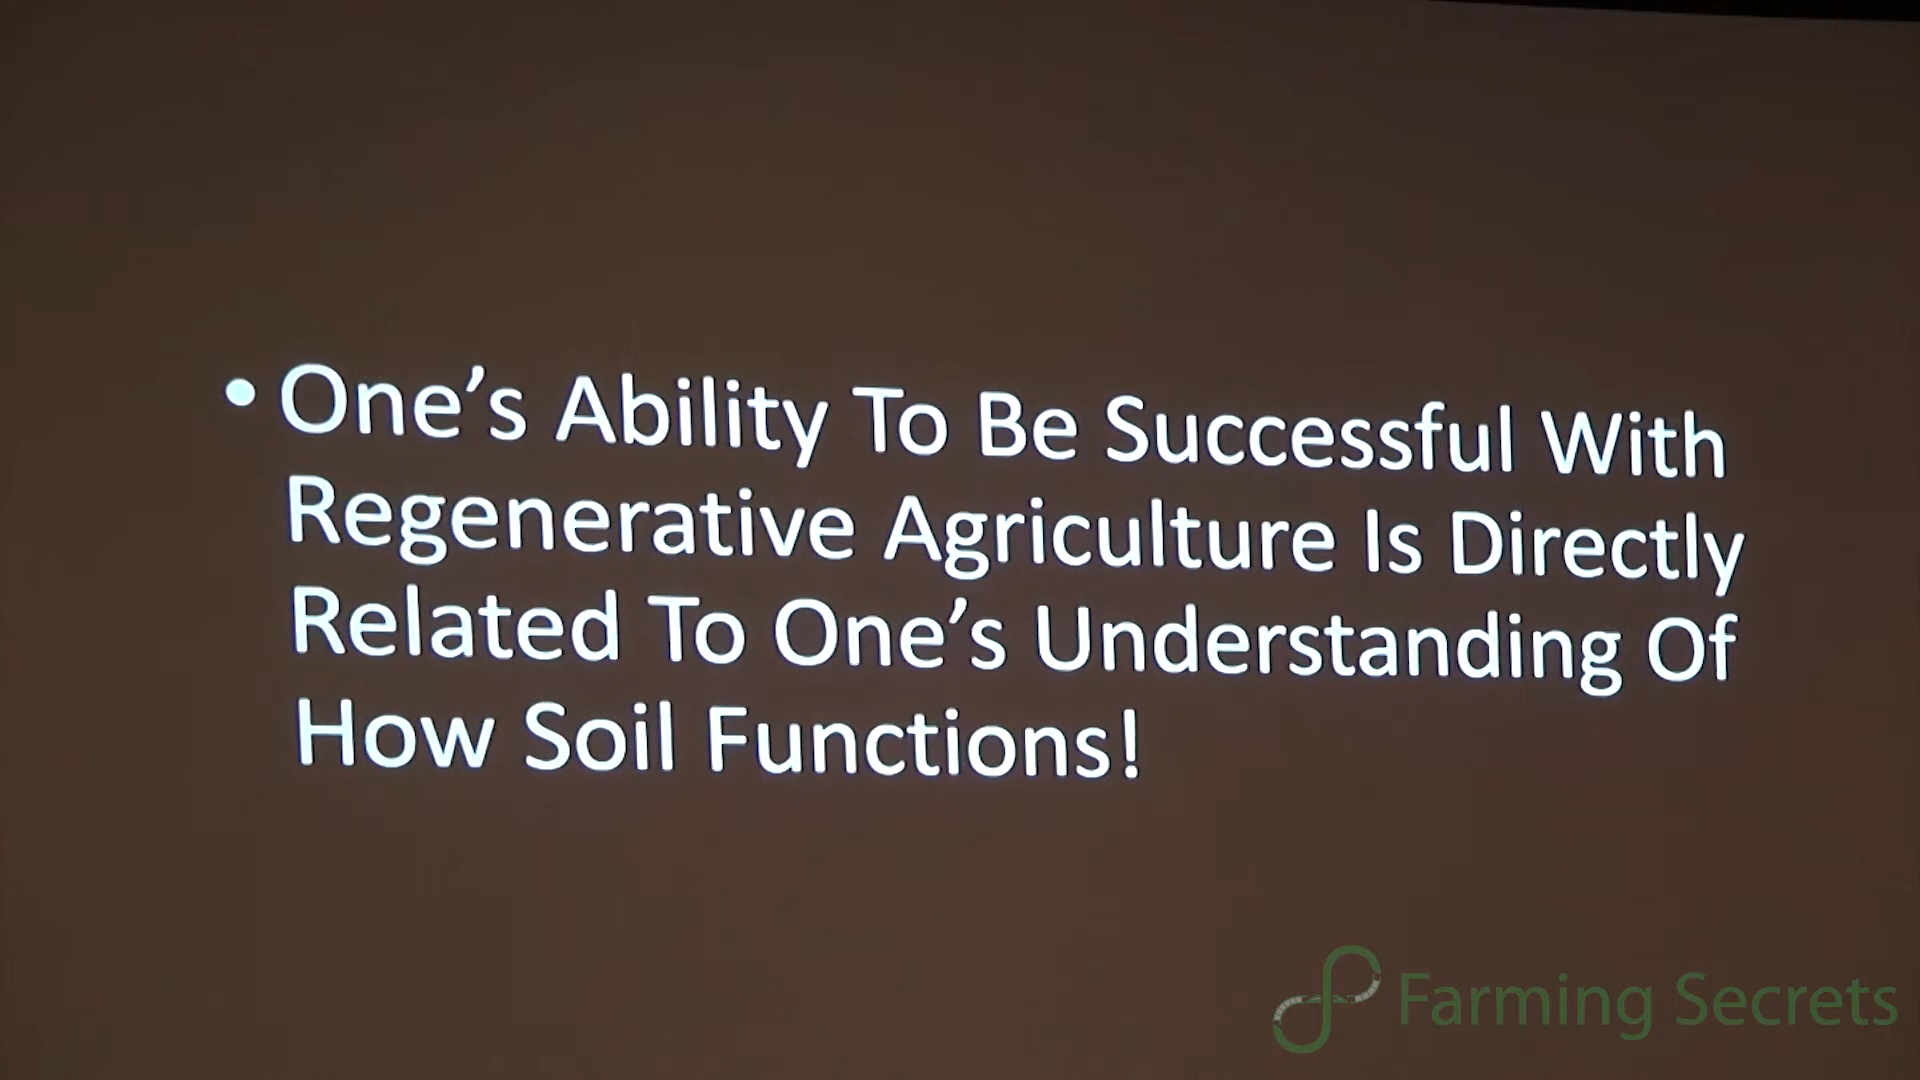 • One's Ability To Be Successful With
Regenerative Agriculture Is Directly
Related To One's Understanding Of
How Soil Functions!
Farming Secrets